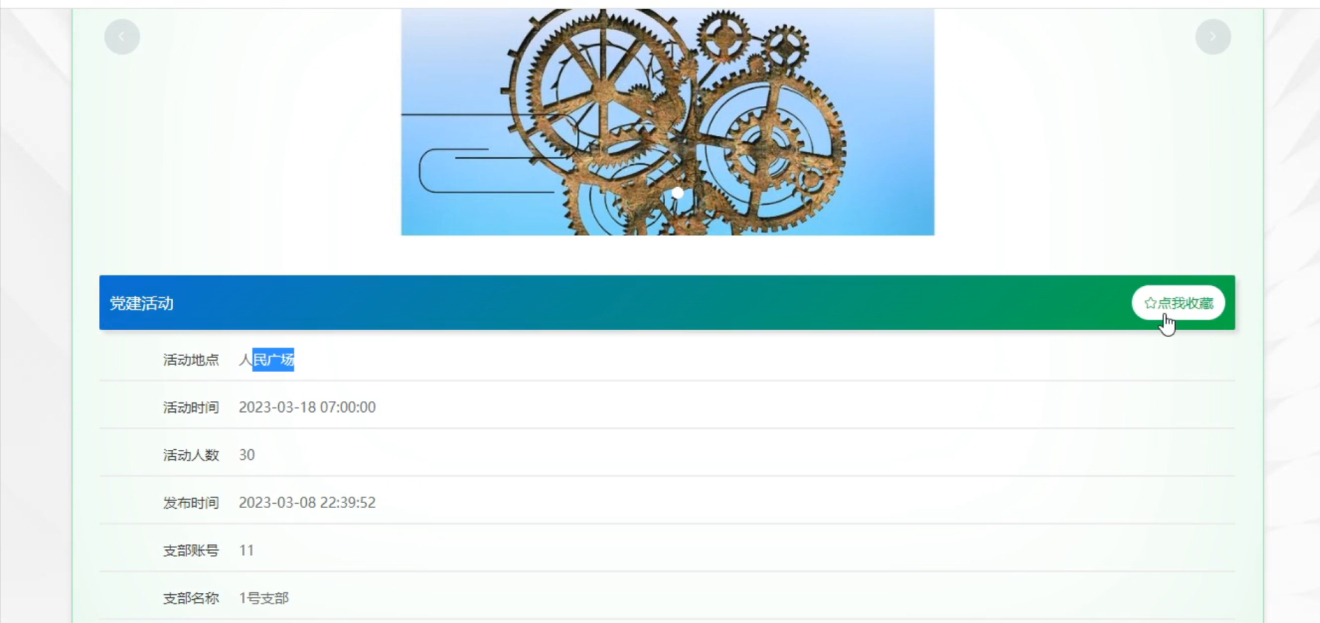 党建活动
☆点我收藏
活动地点 人民广场
活动时间 2023-03-18 07:00:00
活动人数 30
发布时间 2023-03-08 22:39:52
支部账号 11
支部名称 1号支部